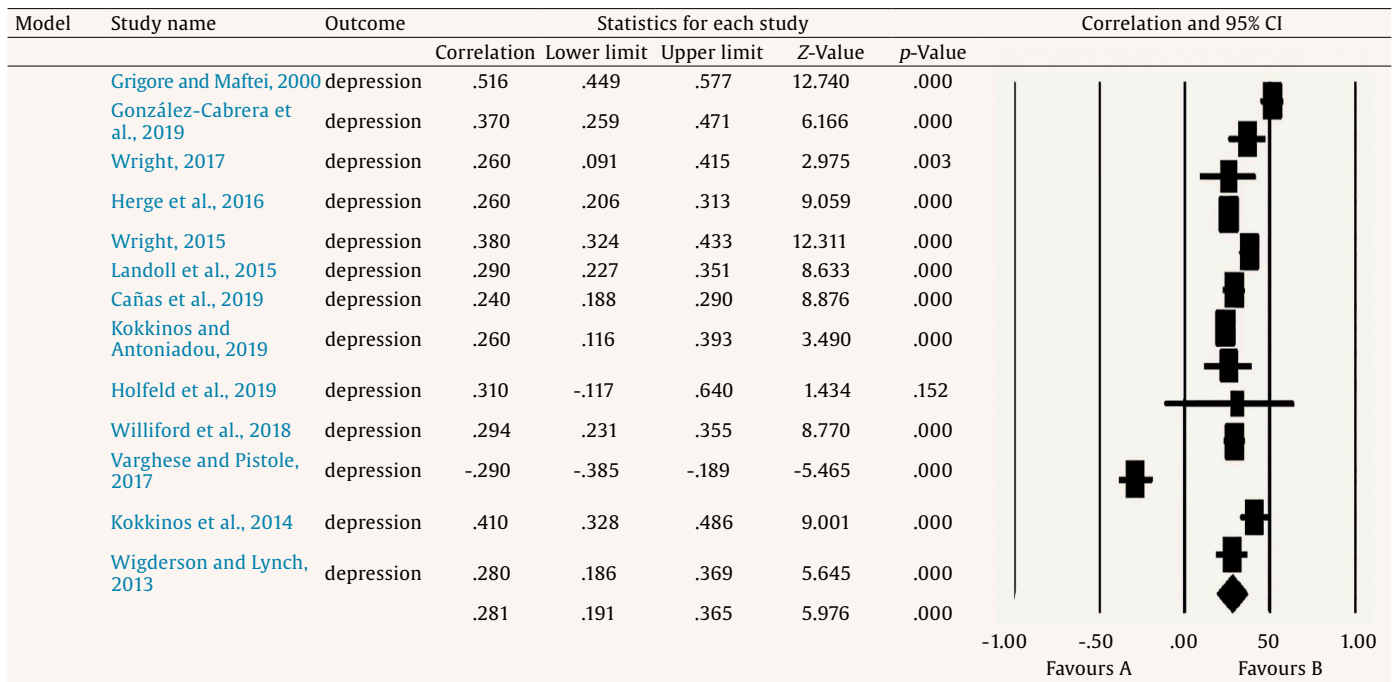 Model Study name Outcome Statistics for each study Correlation and 95% CI
Correlation Lower limit Upper limit Z-Value p-Value
Grigore and Maftei, 2000 depression .516 .449 .577 12.740 .000
González-Cabrera et
al., 2019 depression .370 .259 .471 6.166 .000
Wright, 2017 depression .260 .091 .415 2.975 .003
Herge et al., 2016 depression .260 .206 .313 9.059 .000
Wright, 2015 depression .380 .324 .433 12.311 .000
Landoll et al., 2015 depression .290 .227 .351 8.633 .000
Cañas et al., 2019 depression .240 .188 .290 8.876 .000
Kokkinos and
Antoniadou, 2019 depression .260 .116 .393 3.490 .000
Holfeld et al., 2019 depression .310 -.117 .640 1.434 .152
Williford et al., 2018 depression .294 .231 .355 8.770 .000
Varghese and Pistole,
2017 depression -.290 -.385 -.189 -5.465 .000
Kokkinos et al., 2014 depression .410 .328 .486 9.001 .000
Wigderson and Lynch,
2013 depression .280 .186 .369 5.645 .000
.281 .191 .365 5.976 .000
-1.00 -.50 .00 50 1.00
Favours A Favours B